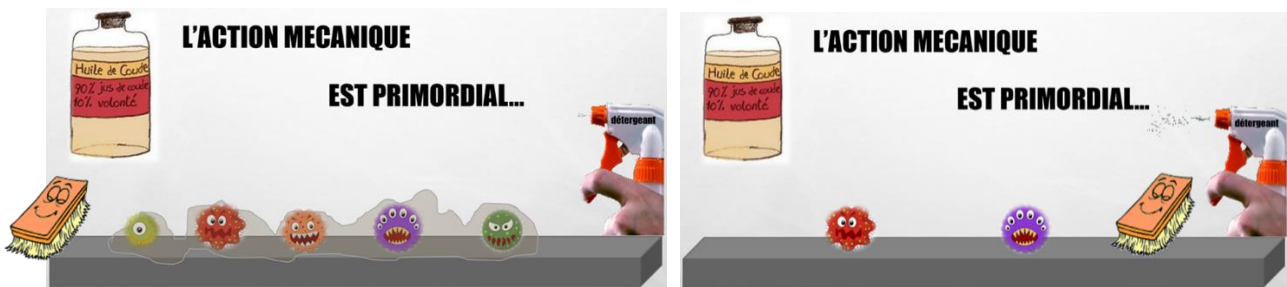 L'ACTION MECANIQUE
EST PRIMORDIAL...
Huile de Coude
90% jus de coude
10% volonté
détergeant
L'ACTION MECANIQUE
EST PRIMORDIAL...
Huile de Coude
90% jus de coude
10% volonté
détergeant